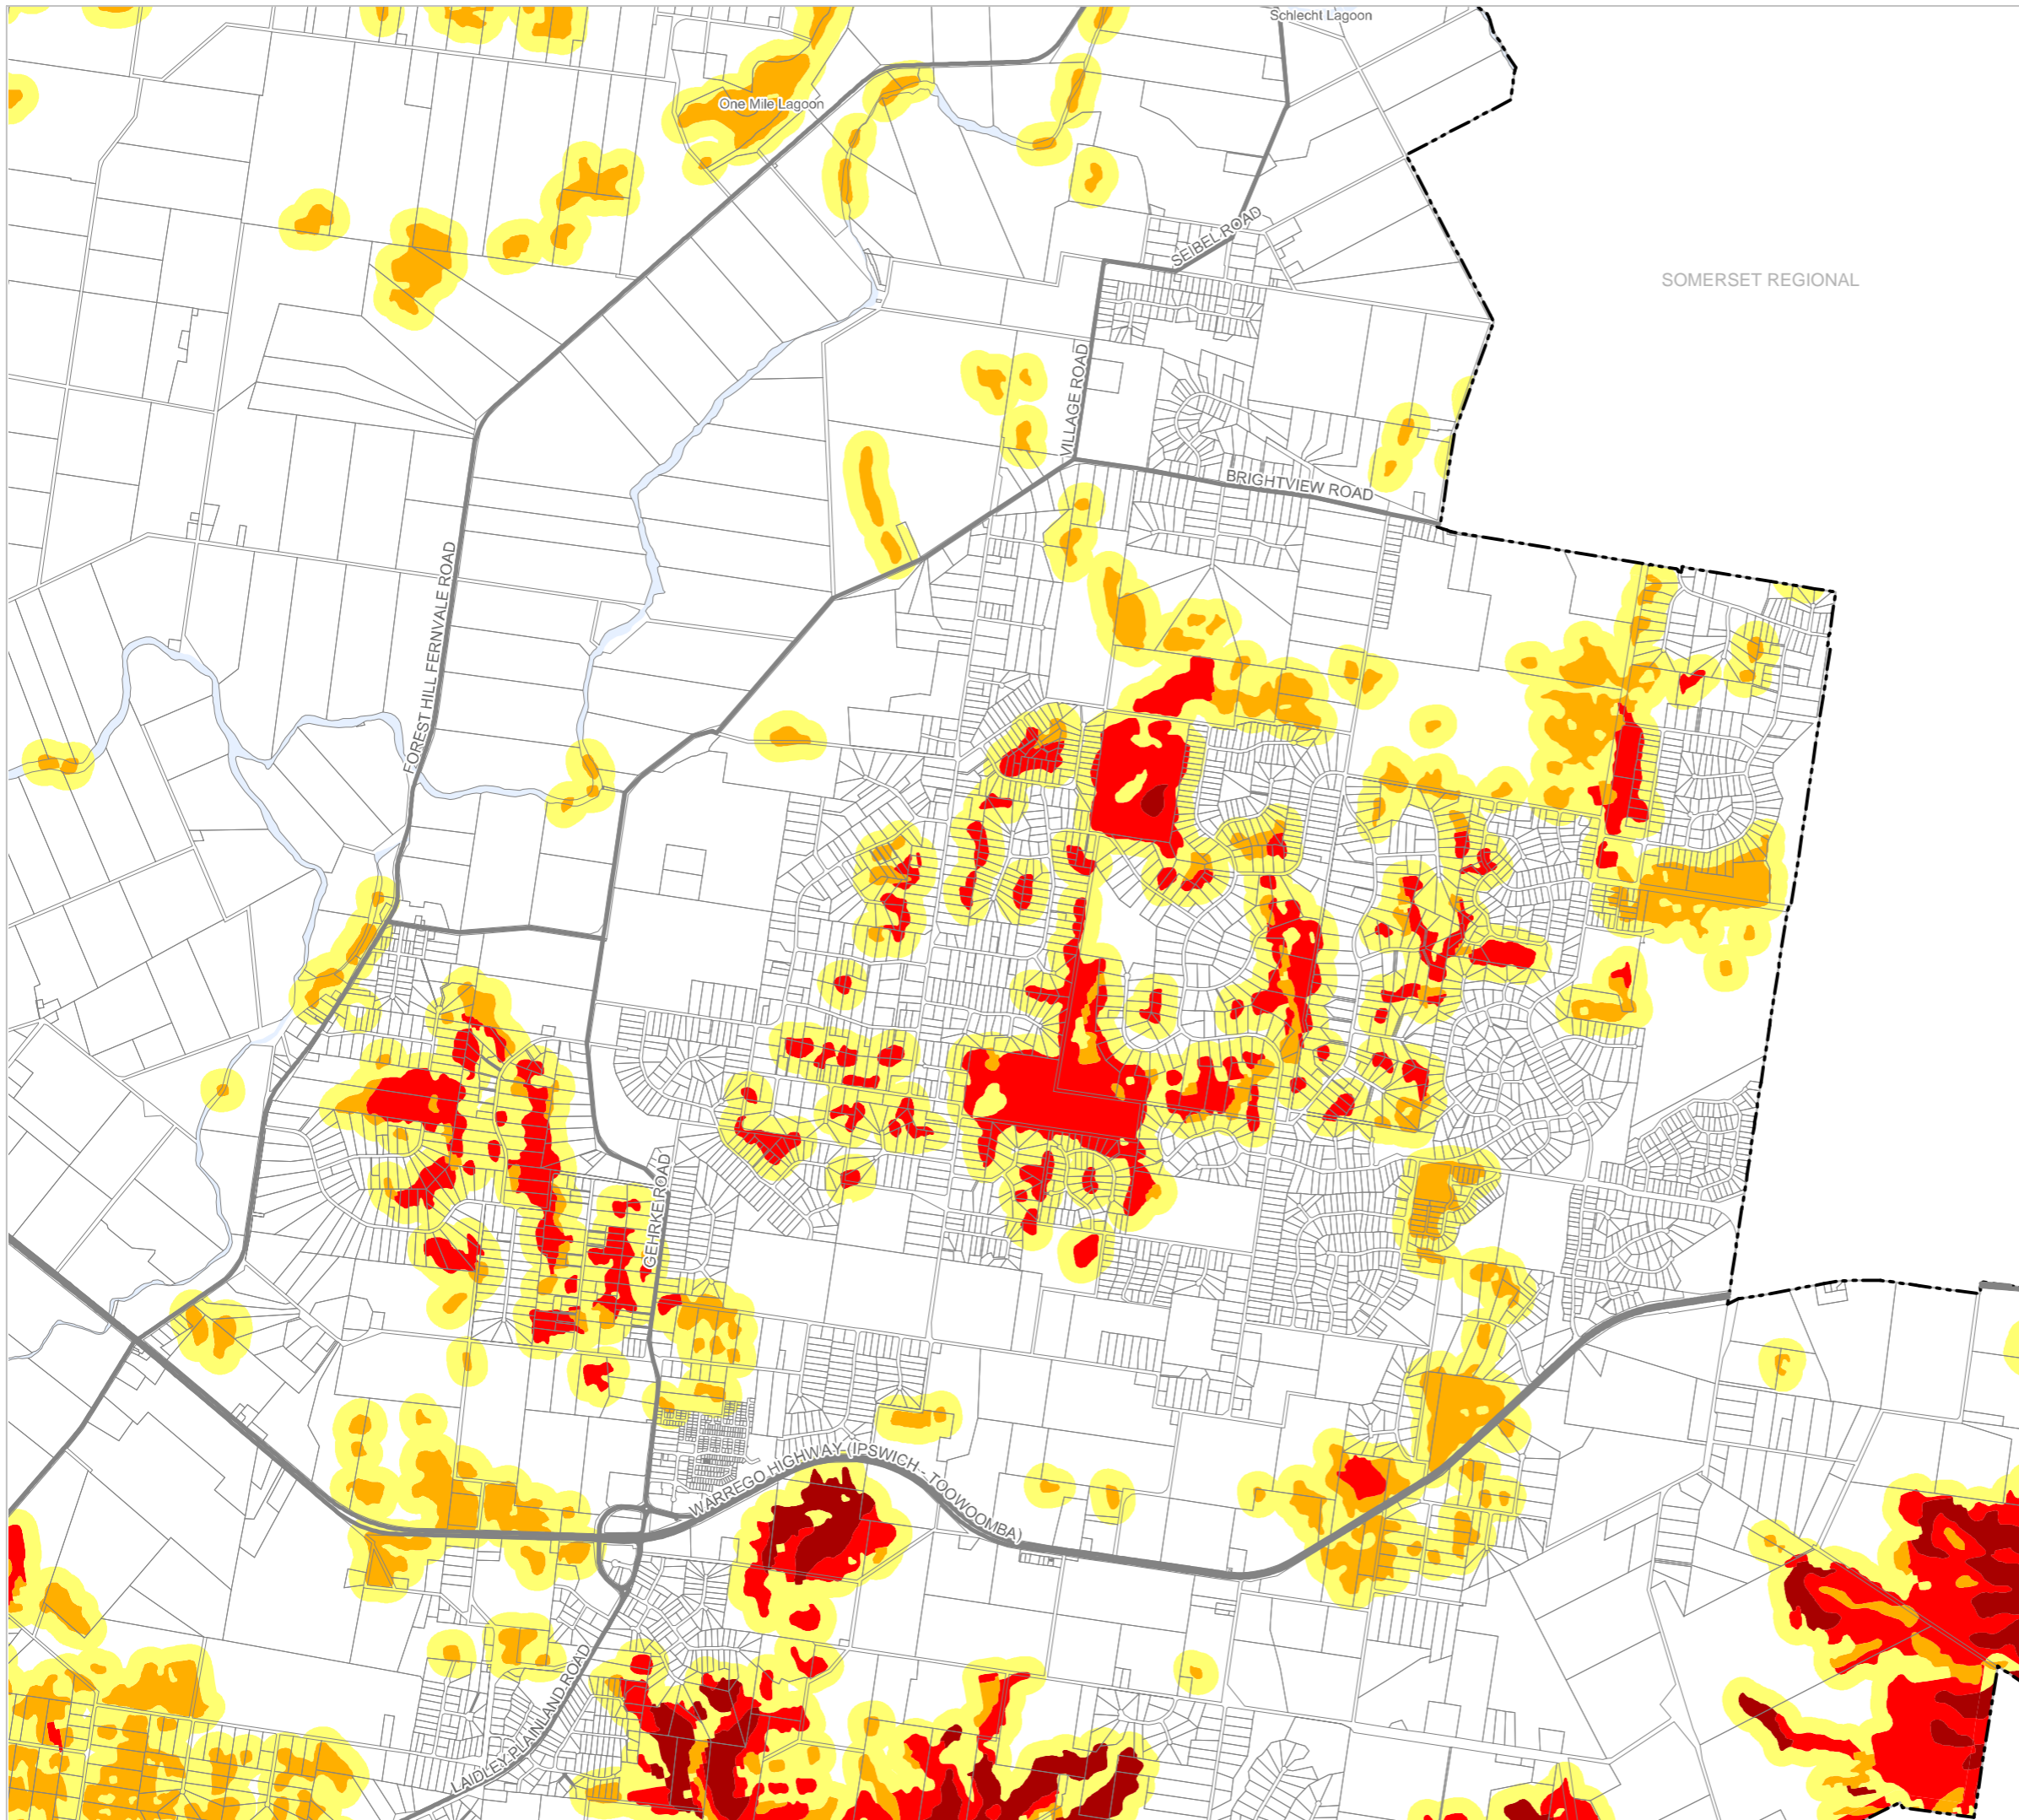 Schlecht Lagoon
One Mile Lagoon
SEIBEL ROAD
SOMERSET REGIONAL
VILLAGE ROAD
BRIGHTVIEW ROAD
FOREST HILL FERNVALE ROAD
GEHRKE ROAD
WARREGO HIGHWAY (IPSWICH - TOOWOOMBA)
LAIDLEY PLAINLAND ROAD